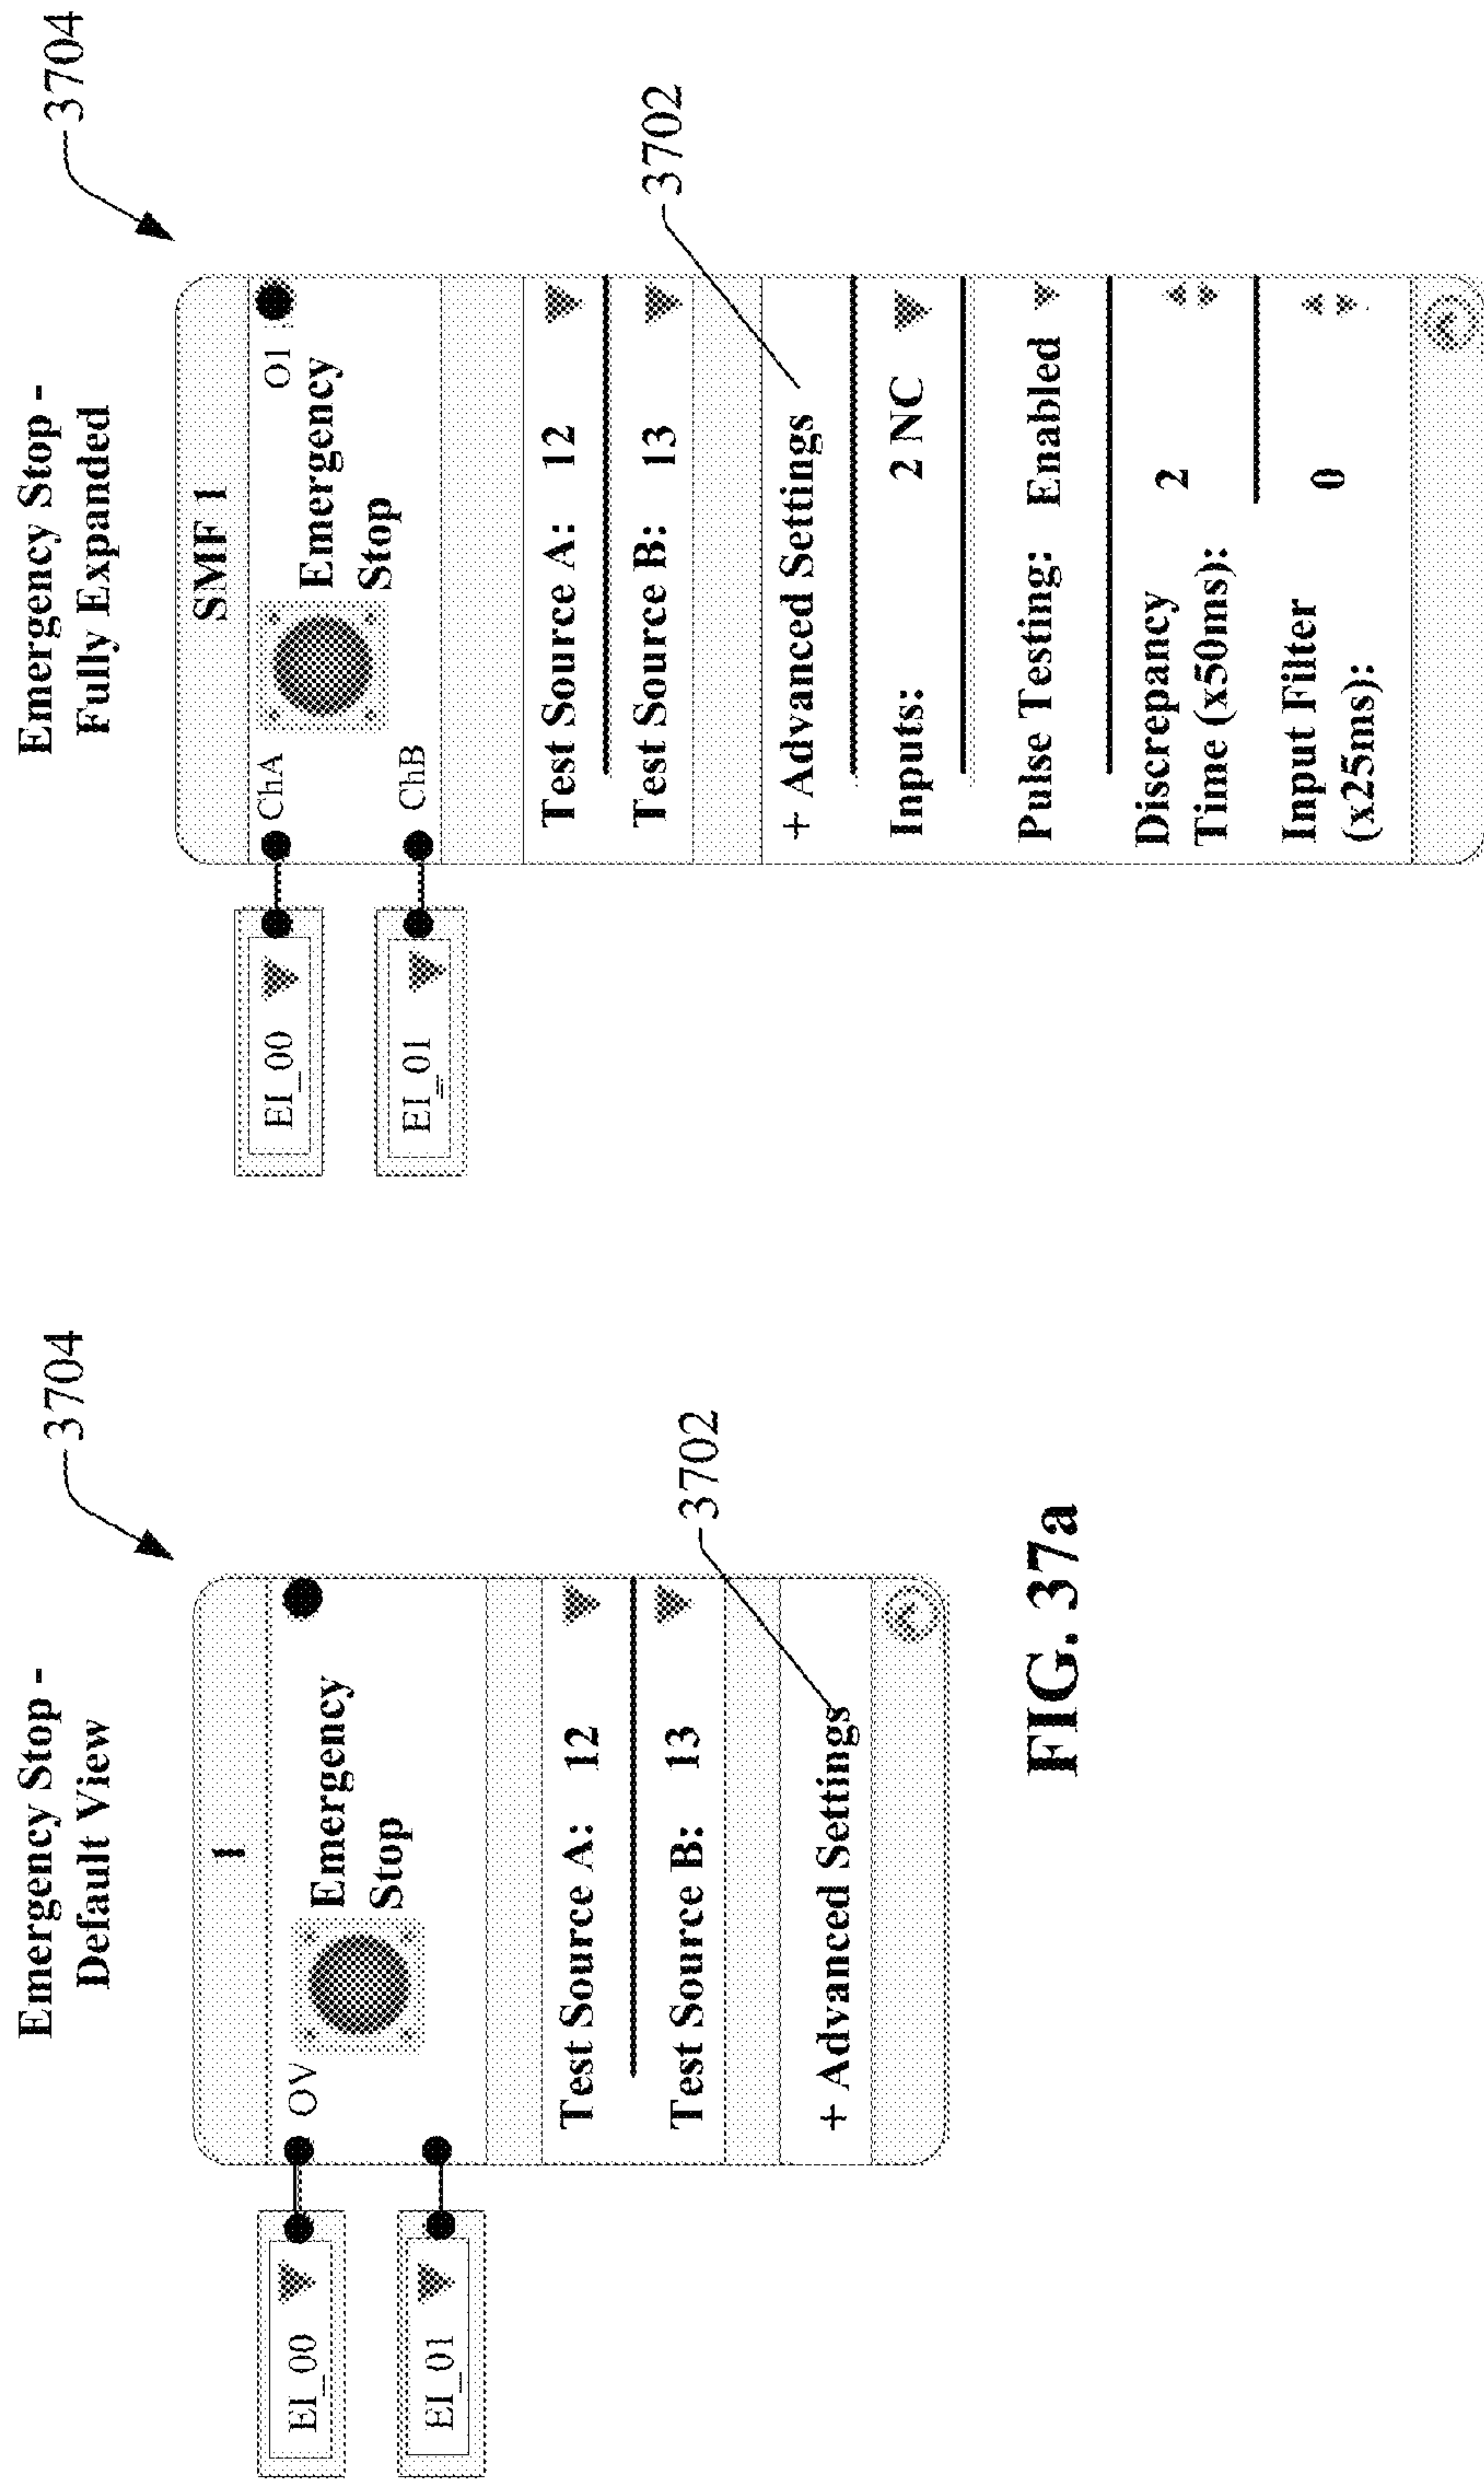 Emergency Stop -
Default View
3704
1
OV
Emergency
Stop
EI_00
EI_01
Test Source A: 12
Test Source B: 13
3702
+ Advanced Settings
Emergency Stop -
Fully Expanded
3704
SMF 1
ChA
O1
Emergency
Stop
ChB
EI_00
EI_01
Test Source A: 12
Test Source B: 13
3702
+ Advanced Settings
Inputs: 2 NC
Pulse Testing: Enabled
Discrepancy
Time (x50ms): 2
Input Filter
(x25ms): 0
FIG. 37a